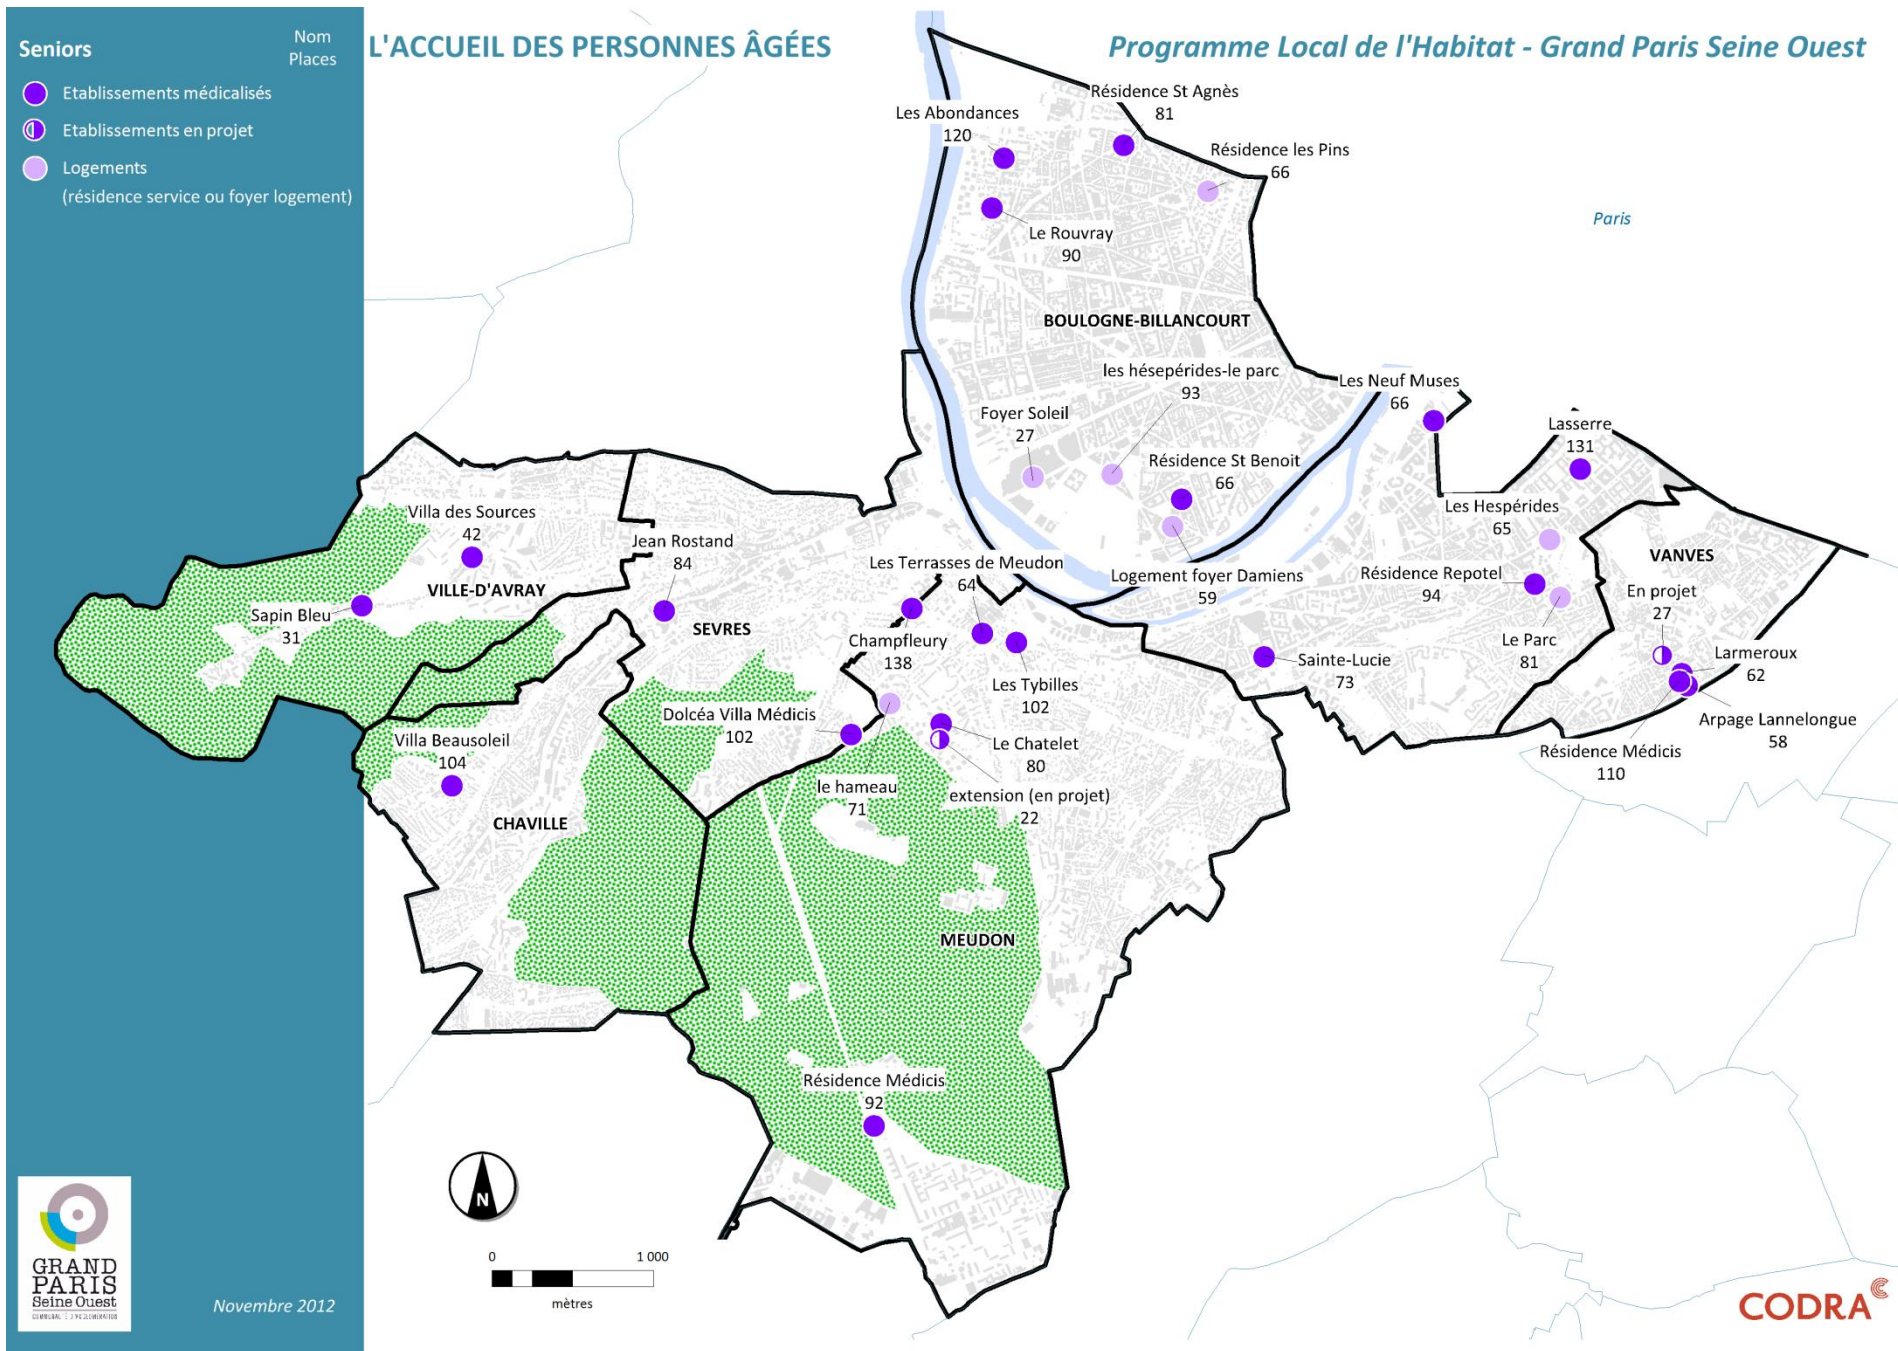 Seniors
Nom
Places
Etablissements médicalisés
Etablissements en projet
Logements
(résidence service ou foyer logement)
L'ACCUEIL DES PERSONNES ÂGÉES
Programme Local de l'Habitat - Grand Paris Seine Ouest
Résidence St Agnès
81
Les Abondances
120
Résidence les Pins
66
Paris
Le Rouvray
90
BOULOGNE-BILLANCOURT
les hésepérides-le parc
93
Les Neuf Muses
66
Foyer Soleil
27
Lasserre
131
Résidence St Benoit
66
Villa des Sources
42
Les Hespérides
65
Jean Rostand
84
VANVES
Les Terrasses de Meudon
64
Logement foyer Damiens
59
Résidence Repotel
94
En projet
27
VILLE-D'AVRAY
Sapin Bleu
31
SEVRES
Champfleury
138
Le Parc
81
Larmeroux
62
Sainte-Lucie
73
Les Tybilles
102
Dolcéa Villa Médicis
102
Arpage Lannelongue
58
Villa Beausoleil
104
Le Chatelet
80
Résidence Médicis
110
le hameau
71
extension (en projet)
22
CHAVILLE
MEUDON
Résidence Médicis
92
N
0
1 000
mètres
GRAND
PARIS
Seine Ouest
COMMUNAUTÉ D'AGGLOMÉRATION
Novembre 2012
CODRA